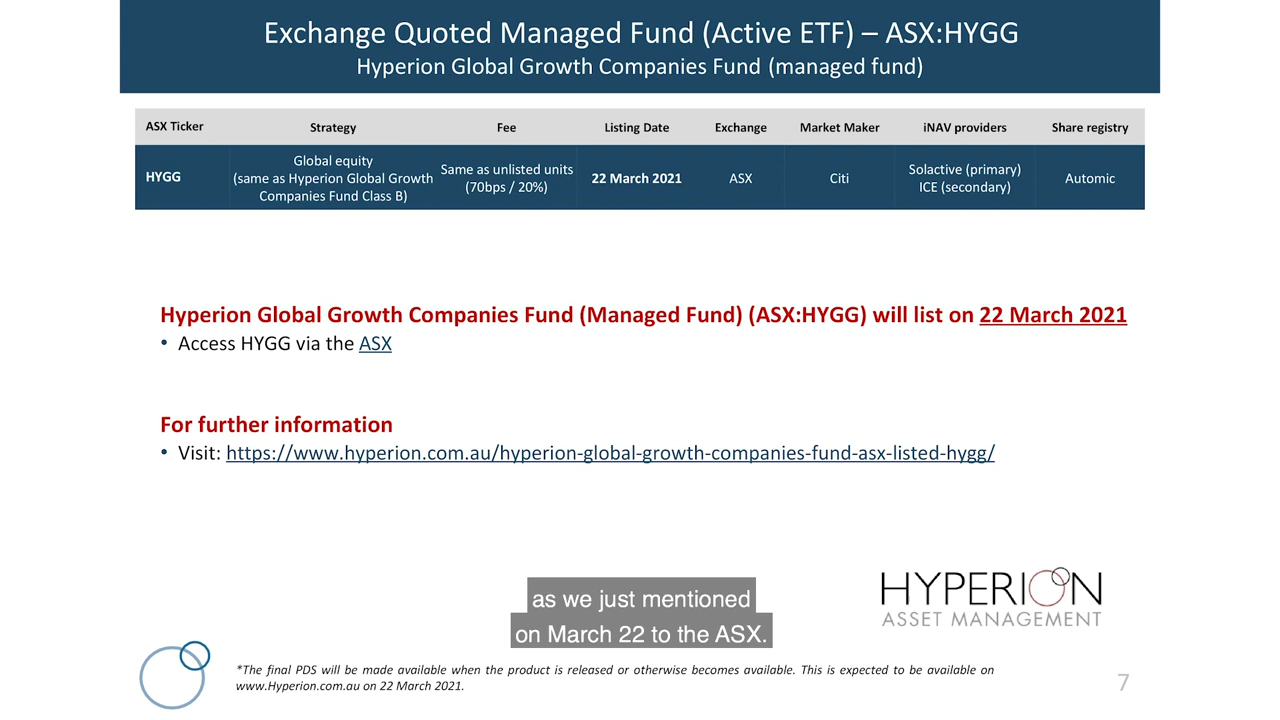 Exchange Quoted Managed Fund (Active ETF) – ASX:HYGG
Hyperion Global Growth Companies Fund (managed fund)
ASX Ticker Strategy Fee Listing Date Exchange Market Maker iNAV providers Share registry
HYGG
Global equity
(same as Hyperion Global Growth
Companies Fund Class B)
Same as unlisted units
(70bps / 20%)
22 March 2021
ASX
Citi
Solactive (primary)
ICE (secondary)
Automic
Hyperion Global Growth Companies Fund (Managed Fund) (ASX:HYGG) will list on 22 March 2021
• Access HYGG via the ASX
For further information
• Visit: https://www.hyperion.com.au/hyperion-global-growth-companies-fund-asx-listed-hygg/
as we just mentioned
on March 22 to the ASX.
HYPERION
ASSET MANAGEMENT
*The final PDS will be made available when the product is released or otherwise becomes available. This is expected to be available on
www.Hyperion.com.au on 22 March 2021.
7